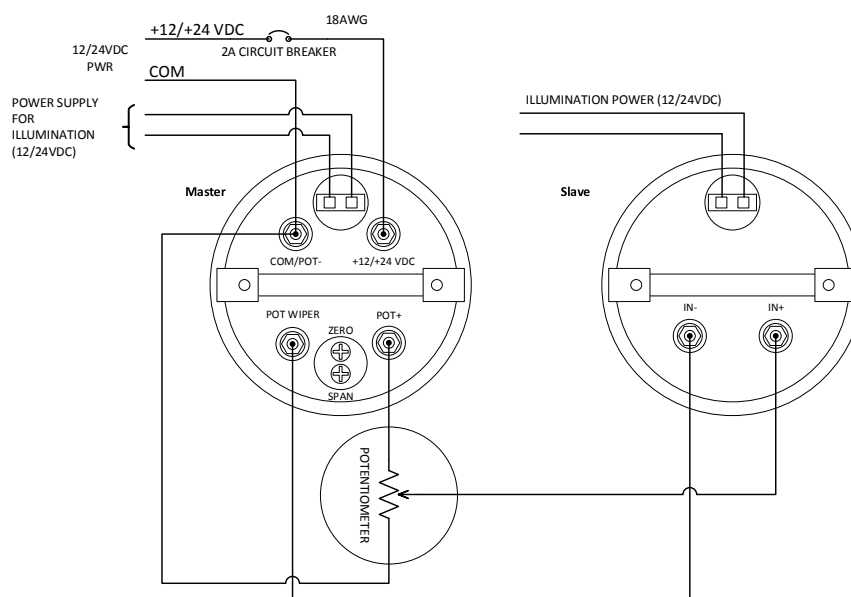 +12/+24 VDC
18AWG
12/24VDC
PWR
2A CIRCUIT BREAKER
COM
POWER SUPPLY
FOR
ILLUMINATION
(12/24VDC)
ILLUMINATION POWER (12/24VDC)
Master
Slave
COM/POT-
+12/+24 VDC
POT WIPER
ZERO
POT+
SPAN
IN-
IN+
POTENTIOMETER